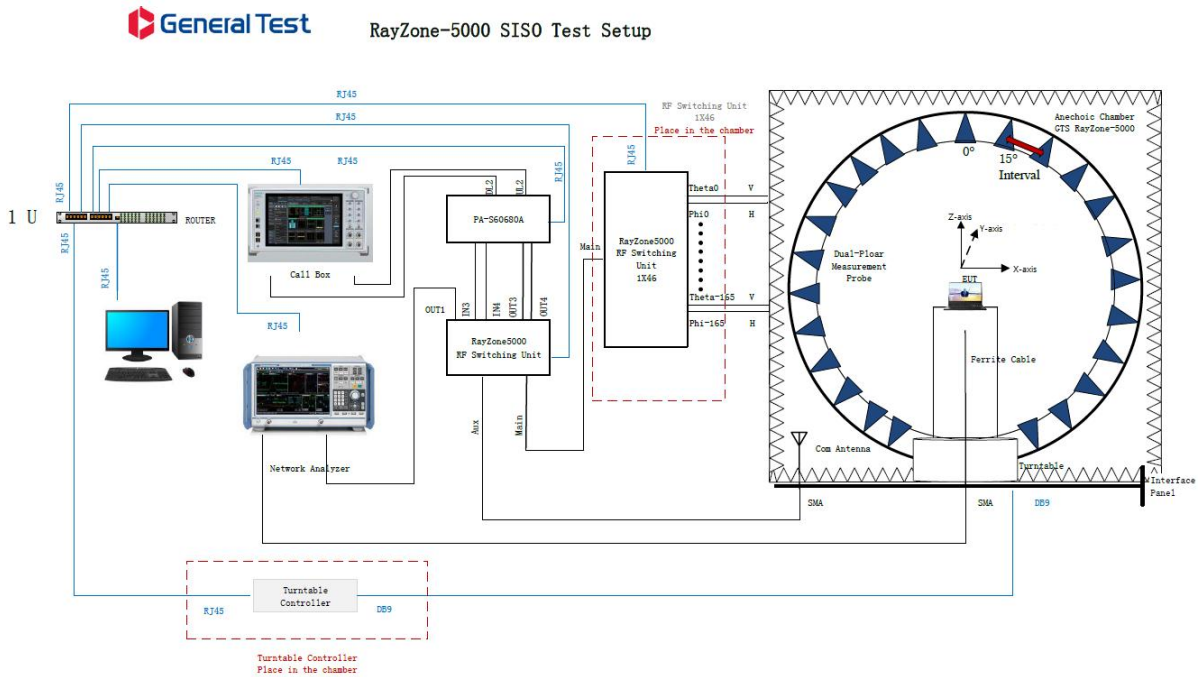 General Test
RayZone-5000 SISO Test Setup
RJ45
RJ45
RJ45
RJ45
RJ45
RJ45
1 U
ROUTER
RJ45
RJ45
Call Box
RJ45
Network Analyzer
DL2
UL2
PA-S60680A
OUT1
IN3
IN4
OUT3
OUT4
RayZone5000
RF Switching Unit
Aux
Main
RF Switching Unit
1X46
Place in the chamber
RJ45
Main
RayZone5000
RF Switching
Unit
1X46
Theta0 V
Phi0 H
Theta-165 V
Phi-165 H
Anechoic Chamber
GTS RayZone-5000
0°
15°
Interval
Z-axis
Y-axis
X-axis
Dual-Ploar
Measurement
Probe
EUT
Ferrite Cable
Com Antenna
Turntable
Interface
Panel
SMA
SMA
DB9
Turntable
Controller
RJ45
DB9
Turntable Controller
Place in the chamber